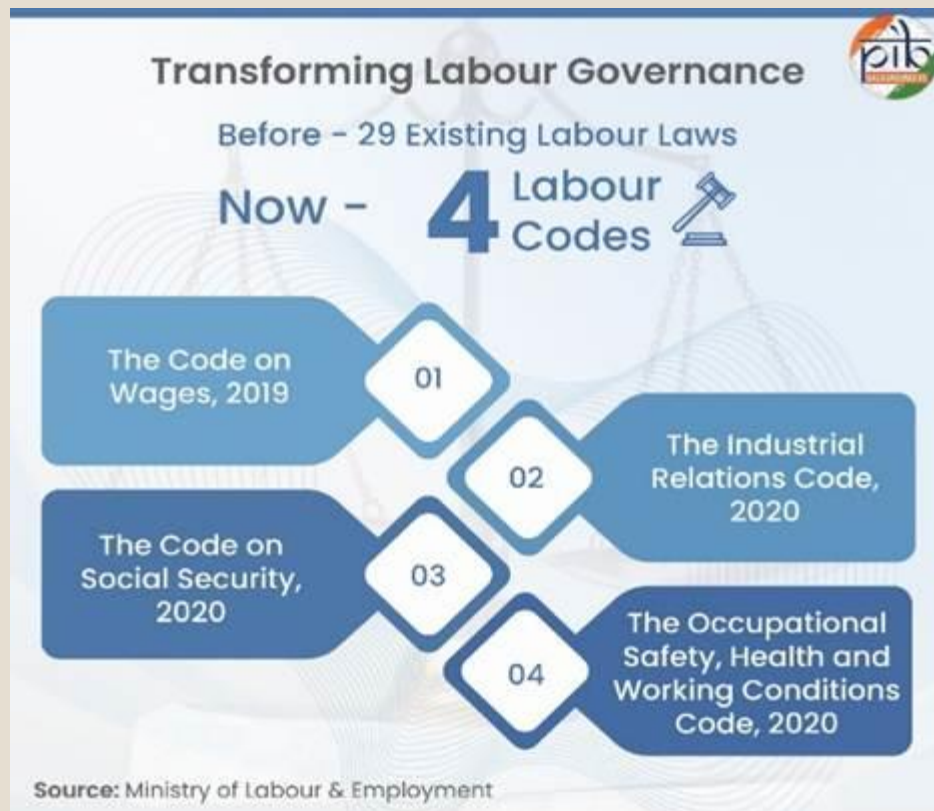 Transforming Labour Governance
pib
Before - 29 Existing Labour Laws
Now - 4 Labour
Codes
The Code on
Wages, 2019
01
02
The Industrial
Relations Code,
2020
The Code on
Social Security,
2020
03
04
The Occupational
Safety, Health and
Working Conditions
Code, 2020
Source: Ministry of Labour & Employment